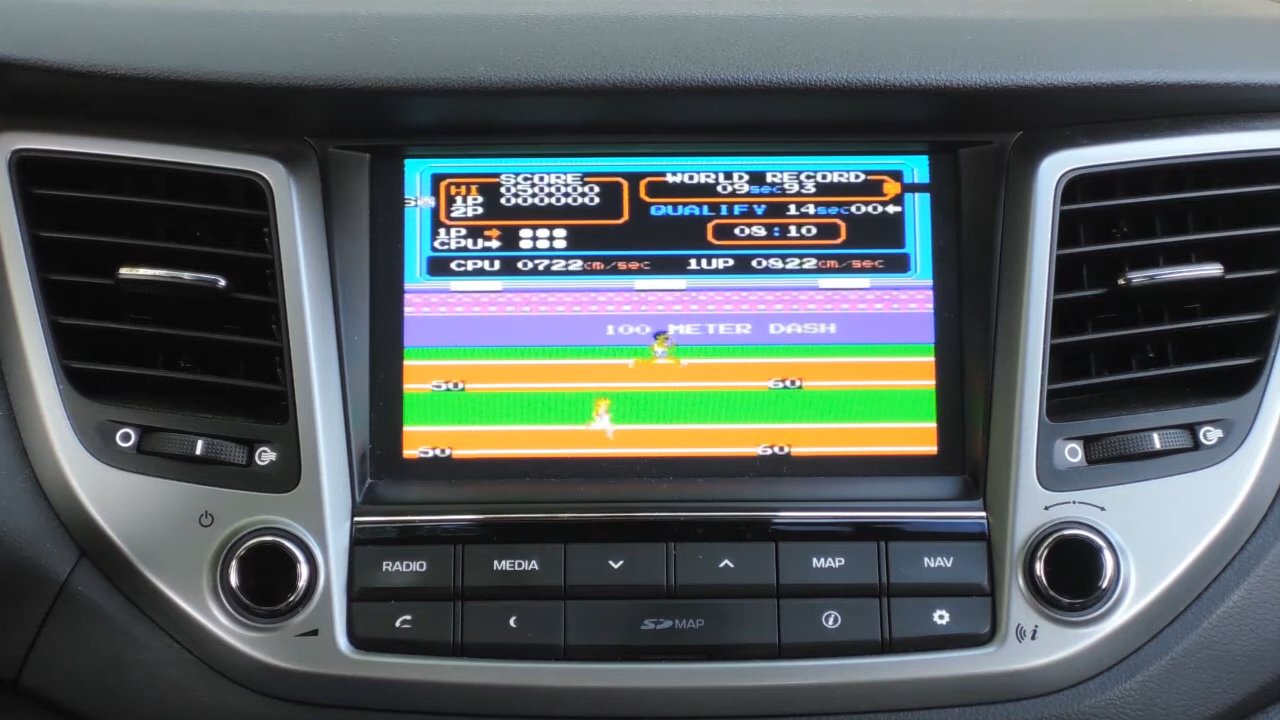 SCORE
HI 050000
1P 000000
2P
1P →
CPU→
WORLD RECORD
09sec93
QUALIFY 14sec00←
08:10
CPU 0722cm/sec 1UP 0822cm/sec
100 METER DASH
50 60
50 60
RADIO MEDIA MAP NAV
SD MAP
i
i